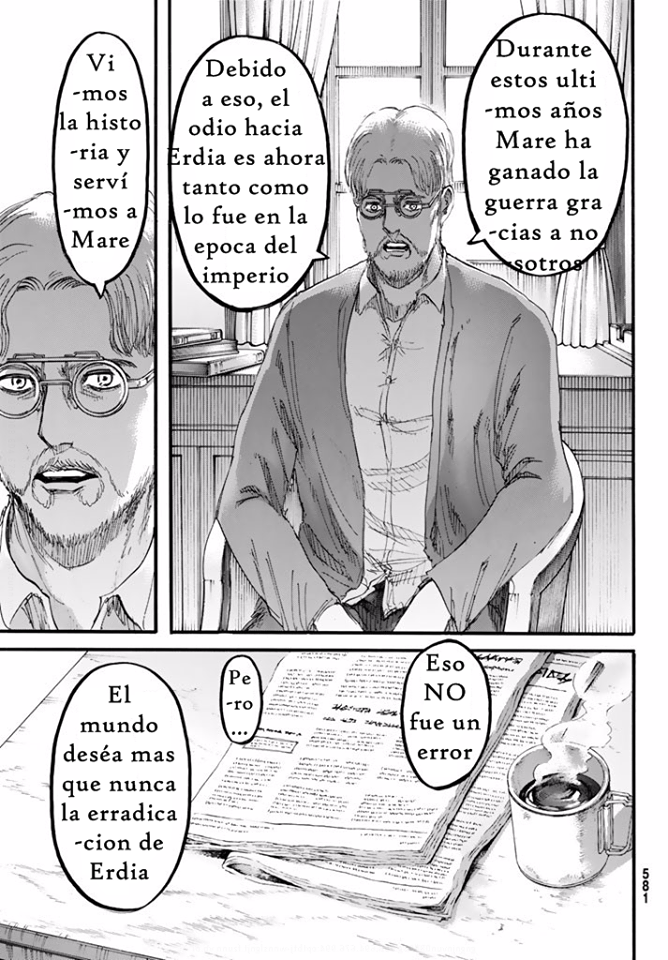 Durante
estos ulti
-mos años
Mare ha
ganado la
guerra gra
-cias a no
-sotros
Debido
a eso, el
odio hacia
Erdia es ahora
tanto como
lo fue en la
epoca del
imperio
Vi
-mos
la histo
-ria y
serví
-mos a
Mare
Eso
NO
fue un
error
Pe
-ro
...
El
mundo
deséa mas
que nunca
la erradica
-cion de
Erdia
581